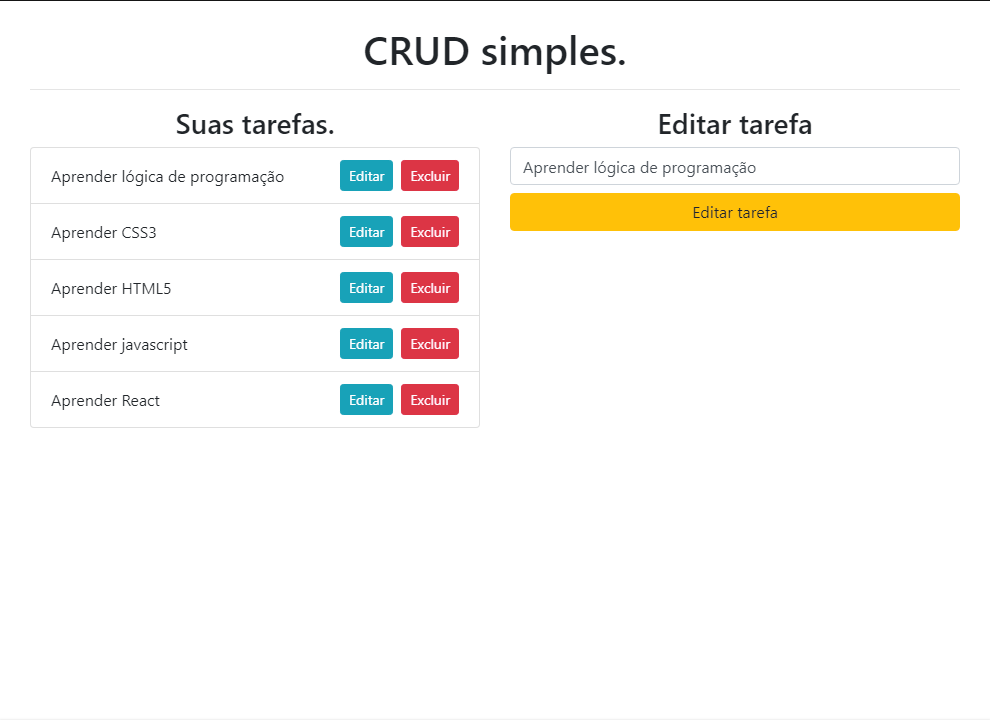 CRUD simples.
Suas tarefas.
Aprender lógica de programação Editar Excluir
Aprender CSS3 Editar Excluir
Aprender HTML5 Editar Excluir
Aprender javascript Editar Excluir
Aprender React Editar Excluir
Editar tarefa
Aprender lógica de programação
Editar tarefa